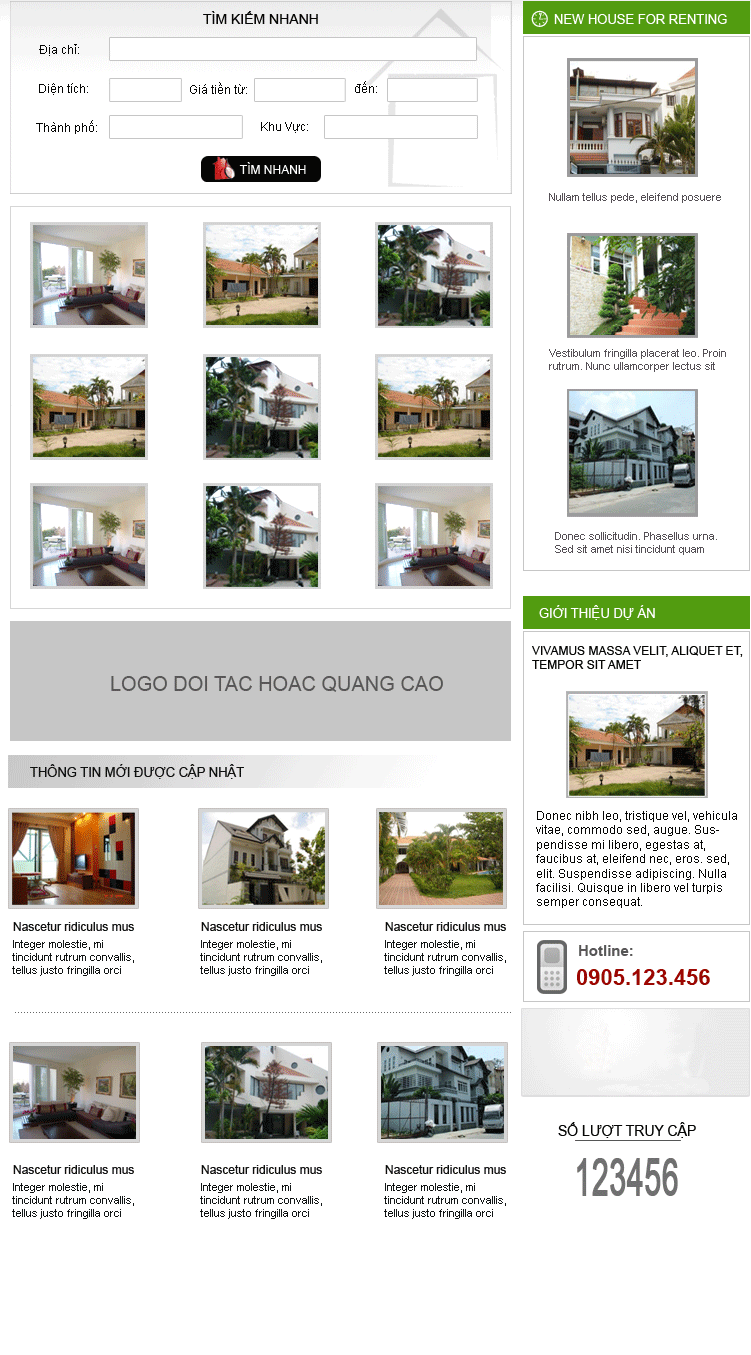 TÌM KIẾM NHANH
Địa chỉ:
Diện tích:
Giá tiền từ:
đến:
Thành phố:
Khu Vực:
TÌM NHANH
LOGO DOI TAC HOAC QUANG CAO
THÔNG TIN MỚI ĐƯỢC CẬP NHẬT
Nascetur ridiculus mus
Integer molestie, mi
tincidunt rutrum convallis,
tellus justo fringilla orci
Nascetur ridiculus mus
Integer molestie, mi
tincidunt rutrum convallis,
tellus justo fringilla orci
Nascetur ridiculus mus
Integer molestie, mi
tincidunt rutrum convallis,
tellus justo fringilla orci
Nascetur ridiculus mus
Integer molestie, mi
tincidunt rutrum convallis,
tellus justo fringilla orci
Nascetur ridiculus mus
Integer molestie, mi
tincidunt rutrum convallis,
tellus justo fringilla orci
Nascetur ridiculus mus
Integer molestie, mi
tincidunt rutrum convallis,
tellus justo fringilla orci
NEW HOUSE FOR RENTING
Nullam tellus pede, eleifend posuere
Vestibulum fringilla placerat leo. Proin
rutrum. Nunc ullamcorper lectus sit
Donec sollicitudin. Phasellus urna.
Sed sit amet nisi tincidunt quam
GIỚI THIỆU DỰ ÁN
VIVAMUS MASSA VELIT, ALIQUET ET,
TEMPOR SIT AMET
Donec nibh leo, tristique vel, vehicula
vitae, commodo sed, augue. Sus-
pendisse mi libero, egestas at,
faucibus at, eleifend nec, eros. sed,
elit. Suspendisse adipiscing. Nulla
facilisi. Quisque in libero vel turpis
semper consequat.
Hotline:
0905.123.456
SỐ LƯỢT TRUY CẬP
123456